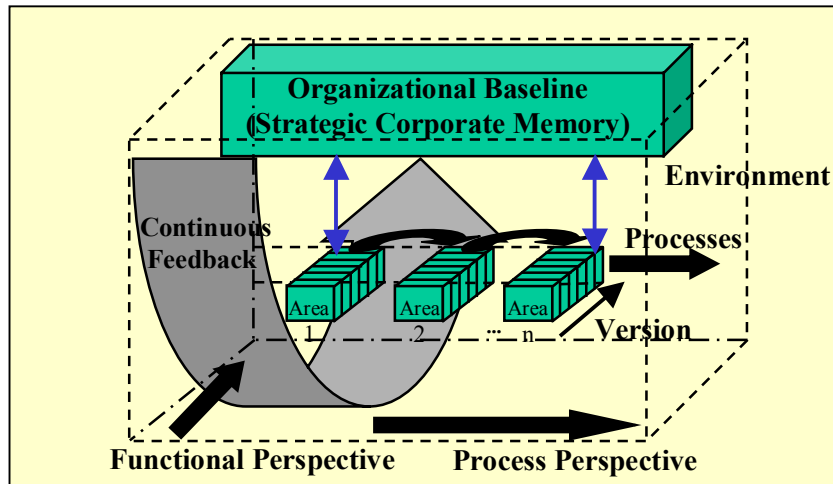 Organizational Baseline
(Strategic Corporate Memory)
Environment
Continuous
Feedback
Processes
Area
1
Area
2
...
Area
n
Version
Functional Perspective
Process Perspective